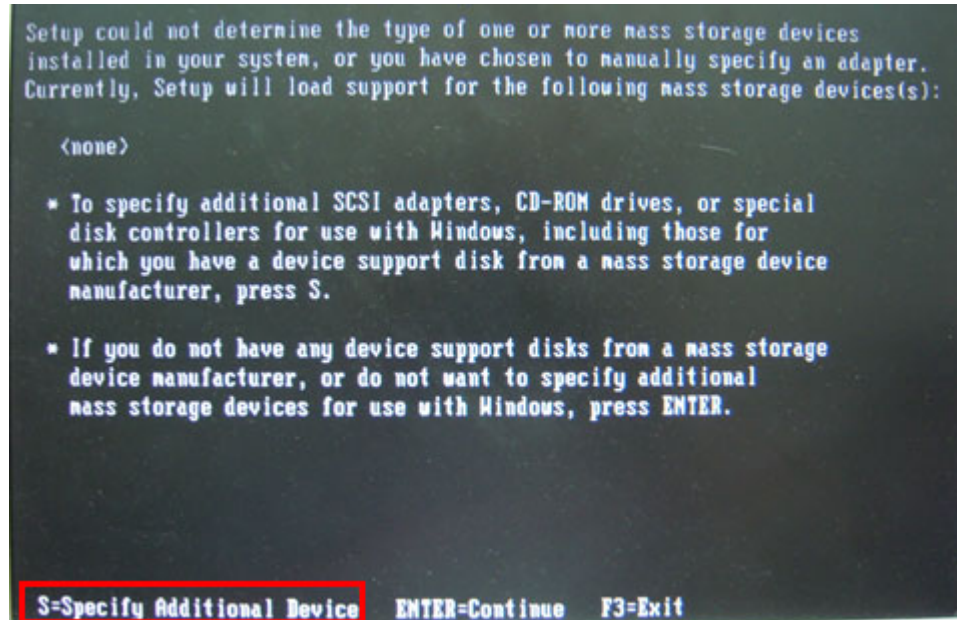 Setup could not determine the type of one or more mass storage devices
installed in your system, or you have chosen to manually specify an adapter.
Currently, Setup will load support for the following mass storage devices(s):
<none>
* To specify additional SCSI adapters, CD-ROM drives, or special
disk controllers for use with Windows, including those for
which you have a device support disk from a mass storage device
manufacturer, press S.
* If you do not have any device support disks from a mass storage
device manufacturer, or do not want to specify additional
mass storage devices for use with Windows, press ENTER.
S=Specify Additional Device ENTER=Continue F3=Exit